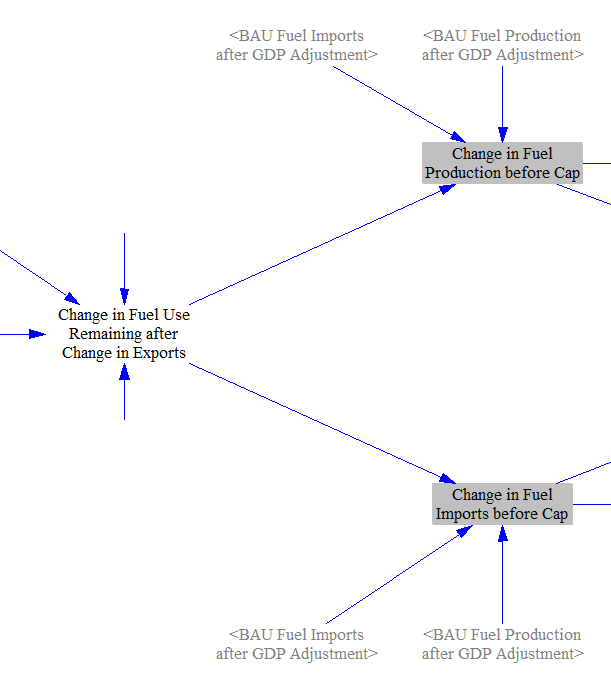 <BAU Fuel Imports
after GDP Adjustment>
<BAU Fuel Production
after GDP Adjustment>
Change in Fuel
Production before Cap
Change in Fuel Use
Remaining after
Change in Exports
Change in Fuel
Imports before Cap
<BAU Fuel Imports
after GDP Adjustment>
<BAU Fuel Production
after GDP Adjustment>